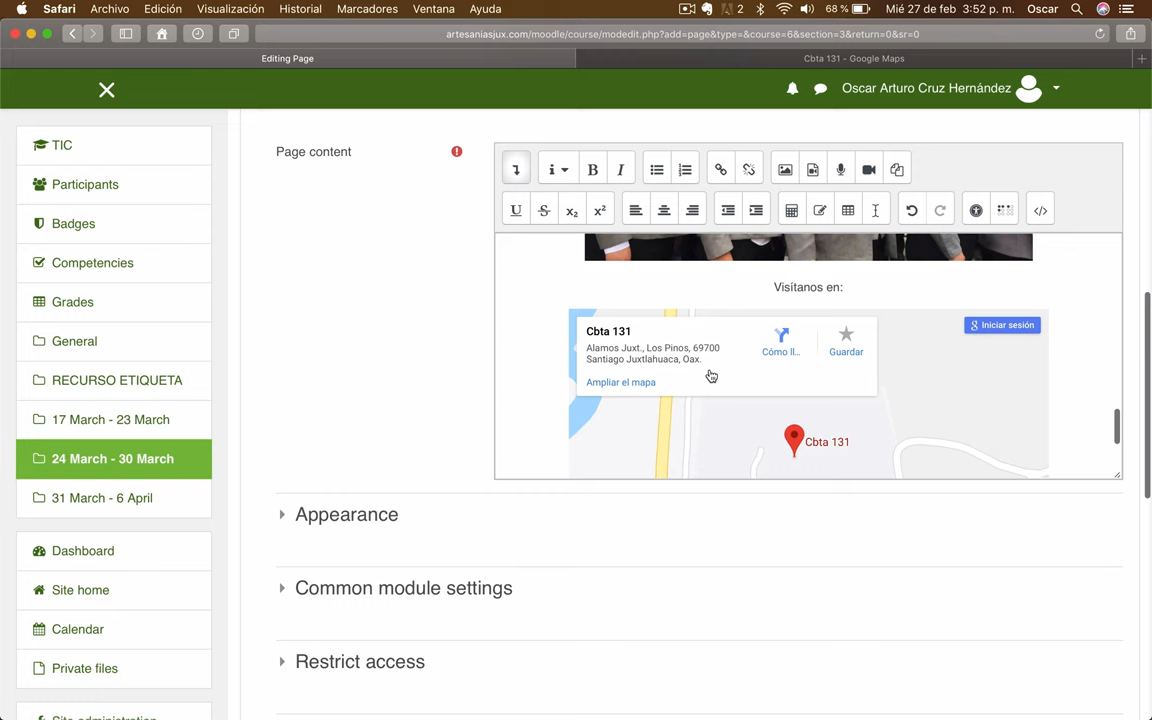 Safari Archivo Edición Visualización Historial Marcadores Ventana Ayuda 2 68 % Mié 27 de feb 3:52 p. m. Oscar
artesaniasjux.com/moodle/course/modedit.php?add=page&type=&course=6&section=3&return=0&sr=0
Editing Page Cbta 131 - Google Maps
Oscar Arturo Cruz Hernández
TIC
Participants
Badges
Competencies
Grades
General
RECURSO ETIQUETA
17 March - 23 March
24 March - 30 March
31 March - 6 April
Dashboard
Site home
Calendar
Private files
Site administration
Page content
B I
U S x₂ x²
Visítanos en:
Cbta 131
Alamos Juxt., Los Pinos, 69700
Santiago Juxtlahuaca, Oax.
Ampliar el mapa
Cómo ll...
Guardar
Iniciar sesión
Cbta 131
Appearance
Common module settings
Restrict access